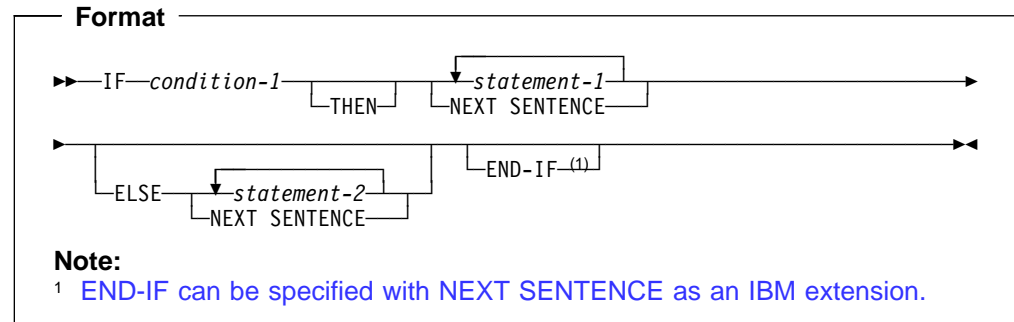 Format
IF condition-1 statement-1
THEN NEXT SENTENCE
END-IF (1)
ELSE statement-2
NEXT SENTENCE
Note:
1 END-IF can be specified with NEXT SENTENCE as an IBM extension.